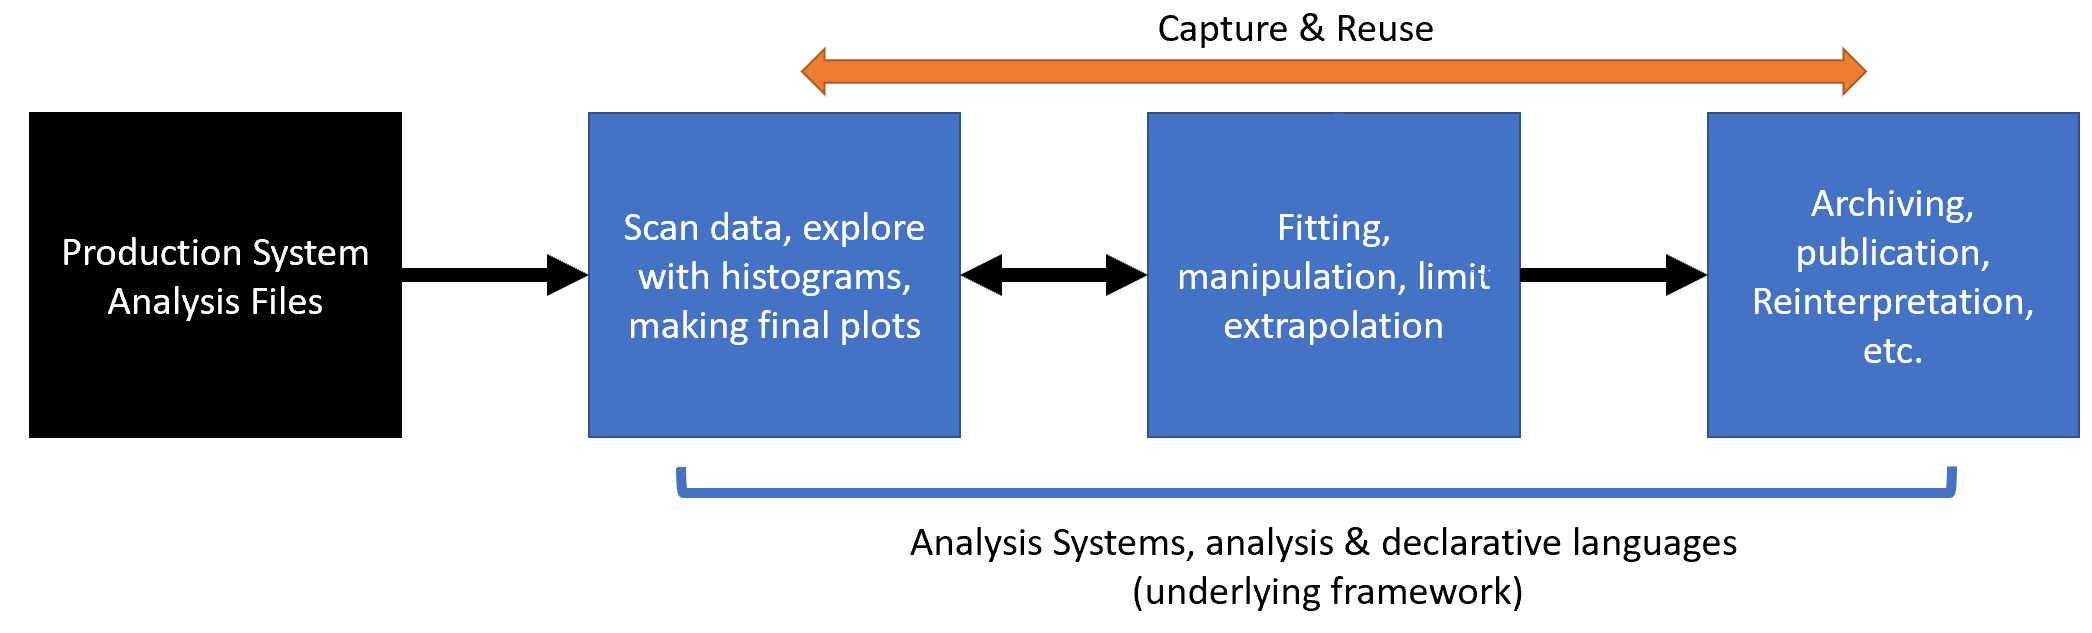 Capture & Reuse
Production System
Analysis Files
Scan data, explore
with histograms,
making final plots
Fitting,
manipulation, limit
extrapolation
Archiving,
publication,
Reinterpretation,
etc.
Analysis Systems, analysis & declarative languages
(underlying framework)